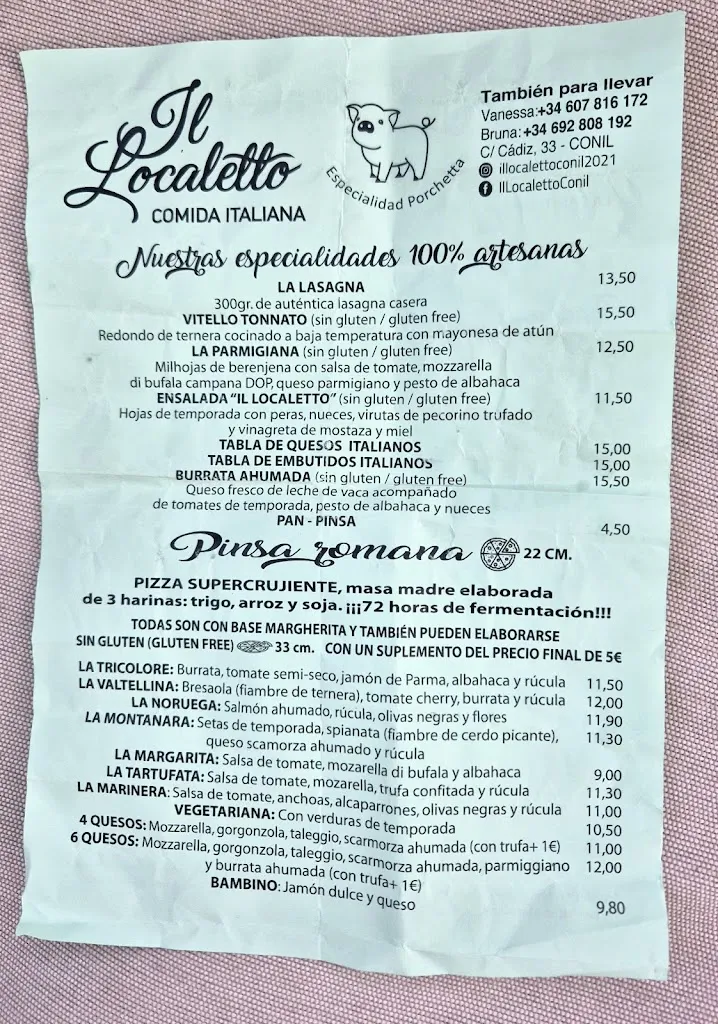 Il
Localetto
COMIDA ITALIANA
Especialidad Porchetta
También para llevar
Vanessa:+34 607 816 172
Bruna:+34 692 808 192
C/ Cádiz, 33 - CONIL
illocalettoconil2021
IlLocalettoConil
Nuestras especialidades 100% artesanas
LA LASAGNA 13,50
300gr. de auténtica lasagna casera
VITELLO TONNATO (sin gluten / gluten free) 15,50
Redondo de ternera cocinado a baja temperatura con mayonesa de atún
LA PARMIGIANA (sin gluten / gluten free) 12,50
Milhojas de berenjena con salsa de tomate, mozzarella
di bufala campana DOP, queso parmigiano y pesto de albahaca
ENSALADA "IL LOCALETTO" (sin gluten / gluten free) 11,50
Hojas de temporada con peras, nueces, virutas de pecorino trufado
y vinagreta de mostaza y miel
TABLA DE QUESOS ITALIANOS 15,00
TABLA DE EMBUTIDOS ITALIANOS 15,00
BURRATA AHUMADA (sin gluten / gluten free) 15,50
Queso fresco de leche de vaca acompañado
de tomates de temporada, pesto de albahaca y nueces
PAN - PINSA 4,50
Pinsa romana 22 CM.
PIZZA SUPERCRUJIENTE, masa madre elaborada
de 3 harinas: trigo, arroz y soja. ¡¡¡72 horas de fermentación!!!
TODAS SON CON BASE MARGHERITA Y TAMBIÉN PUEDEN ELABORARSE
SIN GLUTEN (GLUTEN FREE) 33 cm. CON UN SUPLEMENTO DEL PRECIO FINAL DE 5€
LA TRICOLORE: Burrata, tomate semi-seco, jamón de Parma, albahaca y rúcula 11,50
LA VALTELLINA: Bresaola (fiambre de ternera), tomate cherry, burrata y rúcula 12,00
LA NORUEGA: Salmón ahumado, rúcula, olivas negras y flores 11,90
LA MONTANARA: Setas de temporada, spianata (fiambre de cerdo picante), 11,30
queso scamorza ahumado y rúcula
LA MARGARITA: Salsa de tomate, mozarella di bufala y albahaca 9,00
LA TARTUFATA: Salsa de tomate, mozarella, trufa confitada y rúcula 11,30
LA MARINERA: Salsa de tomate, anchoas, alcaparrones, olivas negras y rúcula 11,00
VEGETARIANA: Con verduras de temporada 10,50
4 QUESOS: Mozzarella, gorgonzola, taleggio, scarmorza ahumada (con trufa+ 1€) 11,00
6 QUESOS: Mozzarella, gorgonzola, taleggio, scarmorza ahumada, parmiggiano 12,00
y burrata ahumada (con trufa+ 1€)
BAMBINO: Jamón dulce y queso 9,80